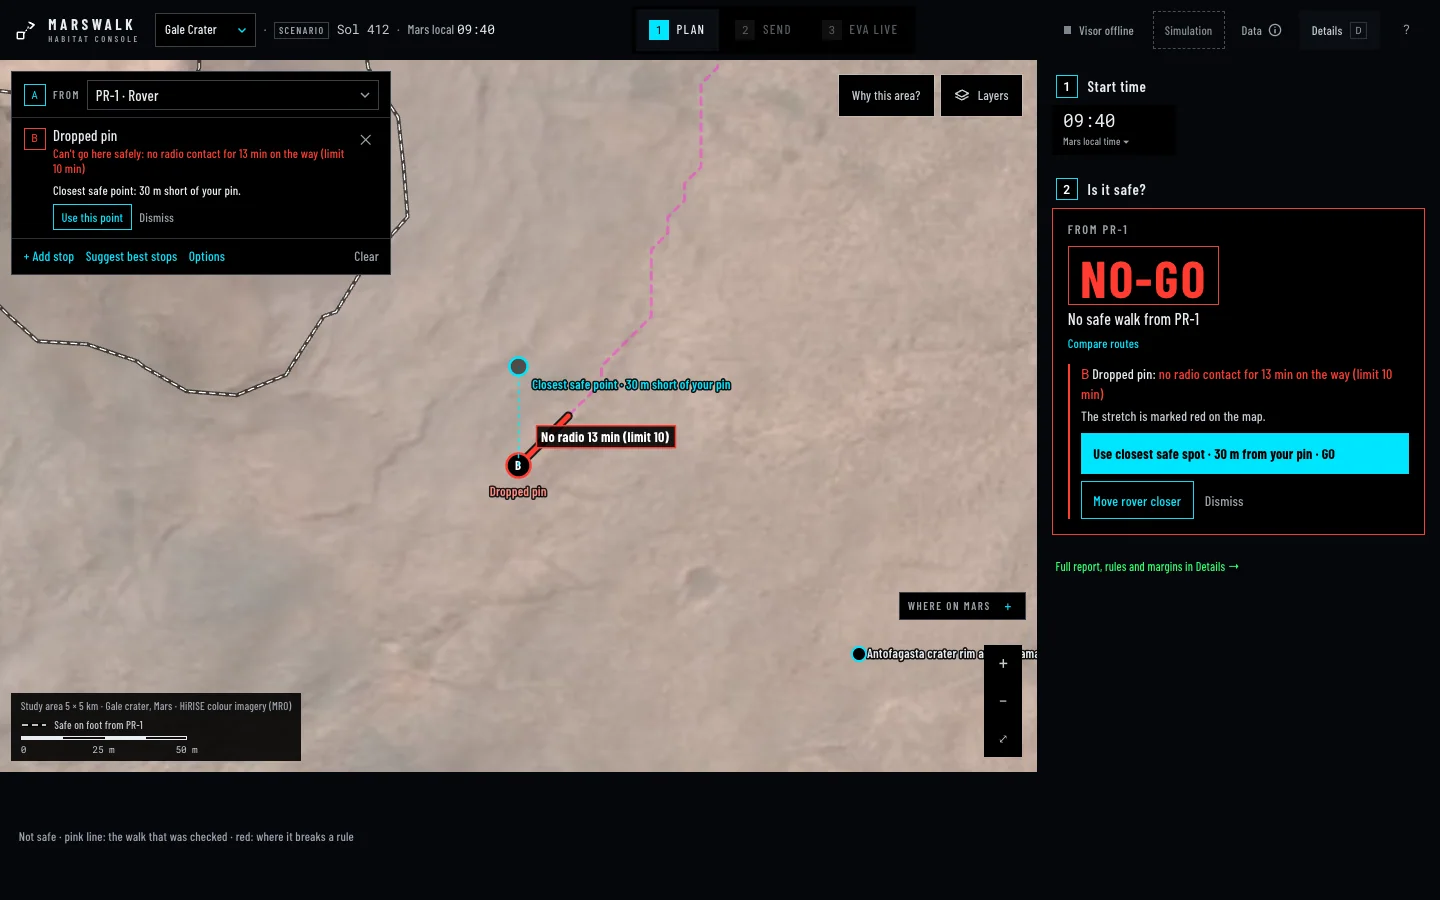 MARSWALK
HABITAT CONSOLE
Gale Crater
· SCENARIO Sol 412 · Mars local 09:40
1 PLAN
2 SEND
3 EVA LIVE
Visor offline
Simulation
Data
Details D
?
A FROM PR-1 · Rover
B Dropped pin
Can't go here safely: no radio contact for 13 min on the way (limit
10 min)
Closest safe point: 30 m short of your pin.
Use this point Dismiss
+ Add stop Suggest best stops Options Clear
Why this area?
Layers
Closest safe point · 30 m short of your pin
No radio 13 min (limit 10)
B
Dropped pin
WHERE ON MARS +
Antofagasta crater rim
+
−
Study area 5 × 5 km · Gale crater, Mars · HiRISE colour imagery (MRO)
Safe on foot from PR-1
0 25 m 50 m
Not safe · pink line: the walk that was checked · red: where it breaks a rule
1 Start time
09:40
Mars local time
2 Is it safe?
FROM PR-1
NO-GO
No safe walk from PR-1
Compare routes
B Dropped pin: no radio contact for 13 min on the way (limit 10
min)
The stretch is marked red on the map.
Use closest safe spot · 30 m from your pin · GO
Move rover closer Dismiss
Full report, rules and margins in Details →